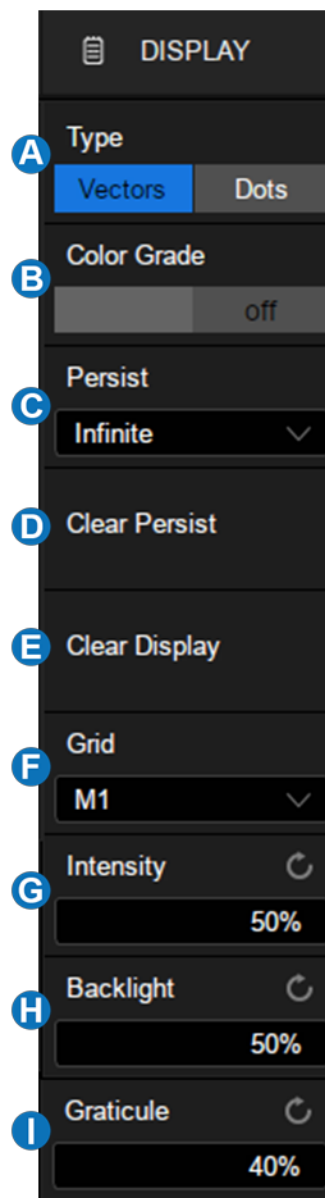 DISPLAY
A
Type
Vectors Dots
B
Color Grade
off
C
Persist
Infinite
D
Clear Persist
E
Clear Display
F
Grid
M1
G
Intensity
50%
H
Backlight
50%
I
Graticule
40%